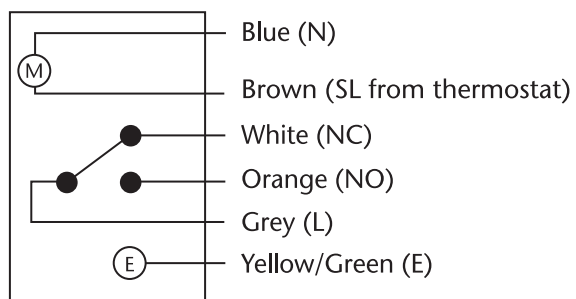 Blue (N)
M
Brown (SL from thermostat)
White (NC)
Orange (NO)
Grey (L)
E
Yellow/Green (E)